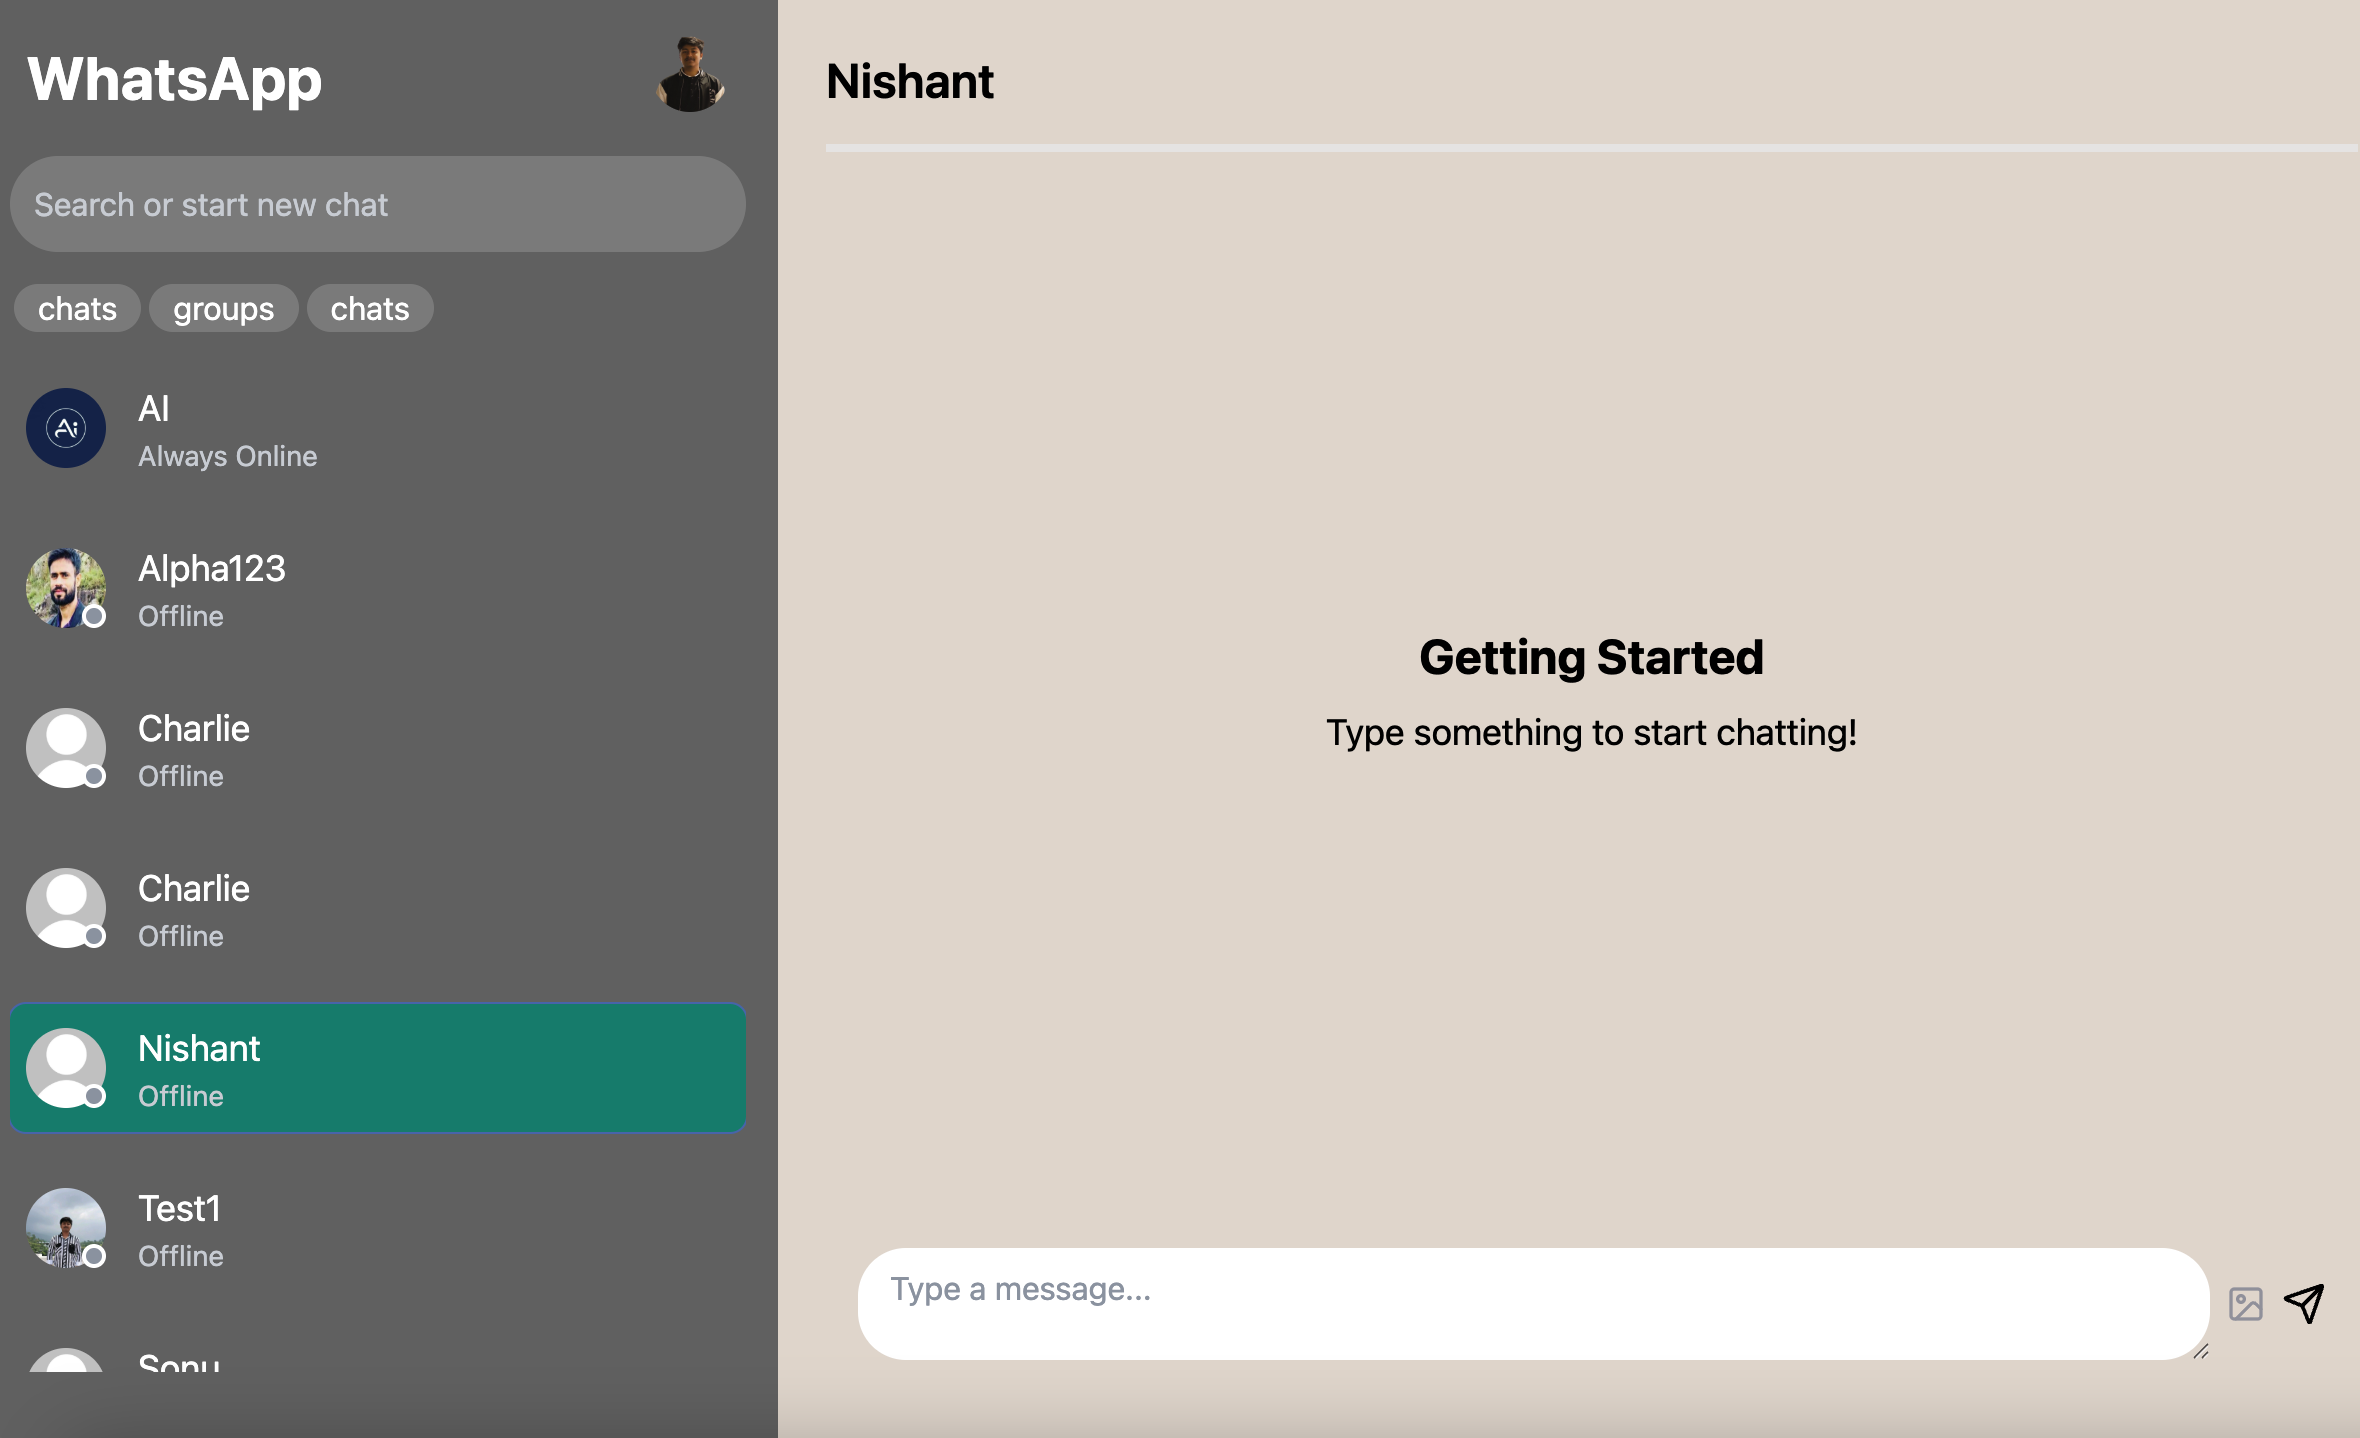 WhatsApp
Search or start new chat
chats groups chats
Ai
AI
Always Online
Alpha123
Offline
Charlie
Offline
Charlie
Offline
Nishant
Offline
Test1
Offline
Sonu
Nishant
Getting Started
Type something to start chatting!
Type a message...